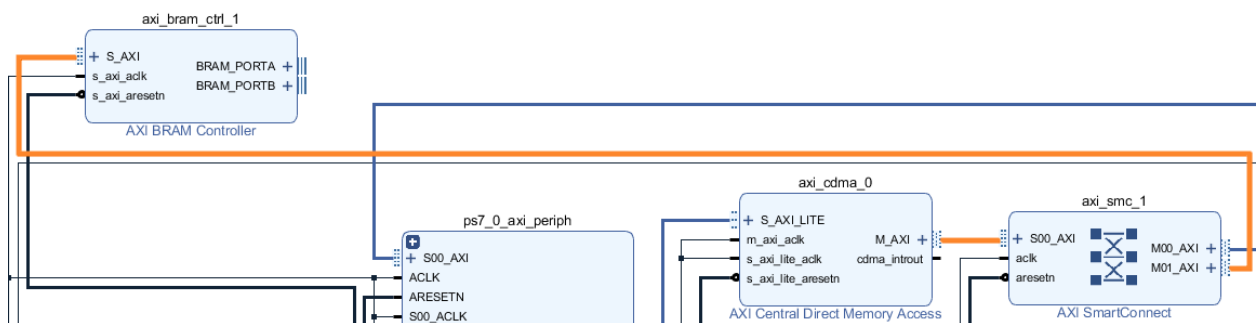 axi_bram_ctrl_1
S_AXI
s_axi_aclk
s_axi_aresetn
BRAM_PORTA
BRAM_PORTB
AXI BRAM Controller
ps7_0_axi_periph
S00_AXI
ACLK
ARESETN
S00_ACLK
axi_cdma_0
S_AXI_LITE
m_axi_aclk
s_axi_lite_aclk
s_axi_lite_aresetn
M_AXI
cdma_introut
AXI Central Direct Memory Access
axi_smc_1
S00_AXI
aclk
aresetn
M00_AXI
M01_AXI
AXI SmartConnect